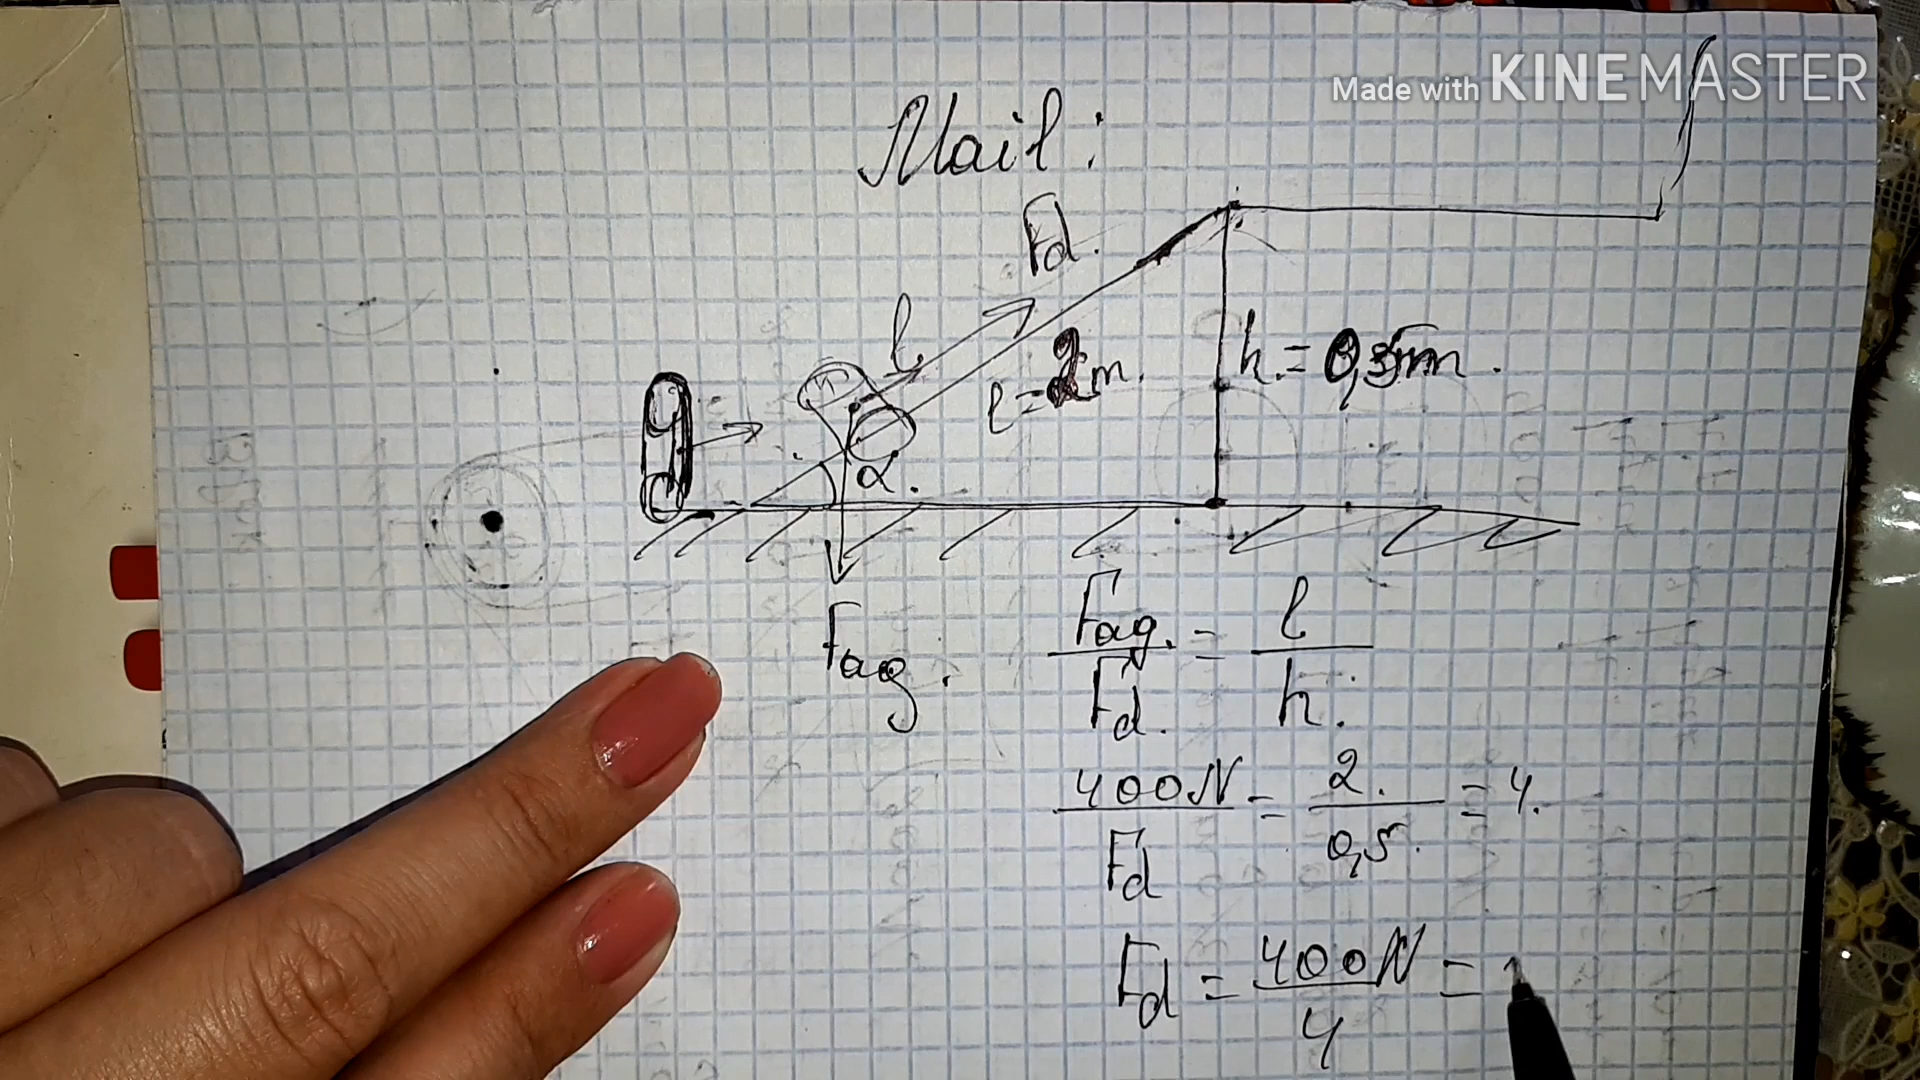 Made with KINEMASTER
Mail:
Fd.
l
l=2m.
h.=0,5m.
α.
Fag.
Fag. = l
Fd. h.
400N = 2. = 4.
Fd 0,5.
Fd = 400N =
4